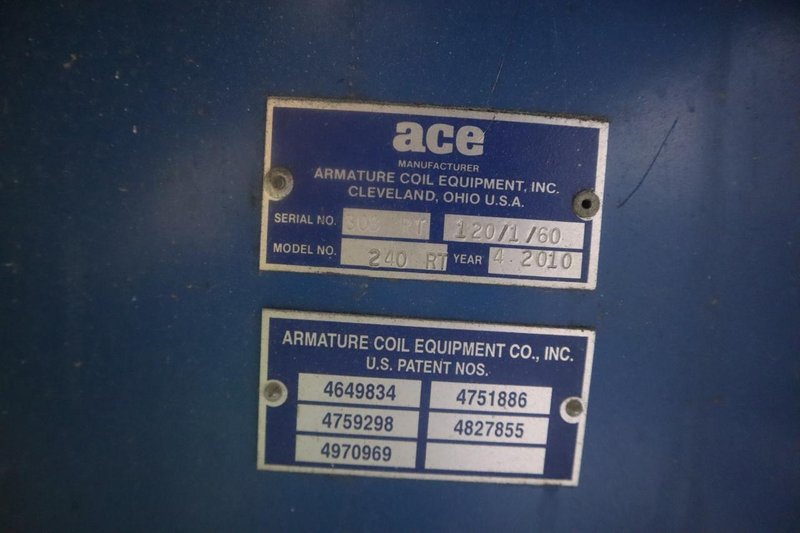 ace
MANUFACTURER
ARMATURE COIL EQUIPMENT, INC.
CLEVELAND, OHIO U.S.A.
SERIAL NO. RT 120/1/60
MODEL NO. 240 RT YEAR 4 2010
ARMATURE COIL EQUIPMENT CO., INC.
U.S. PATENT NOS.
4649834 4751886
4759298 4827855
4970969